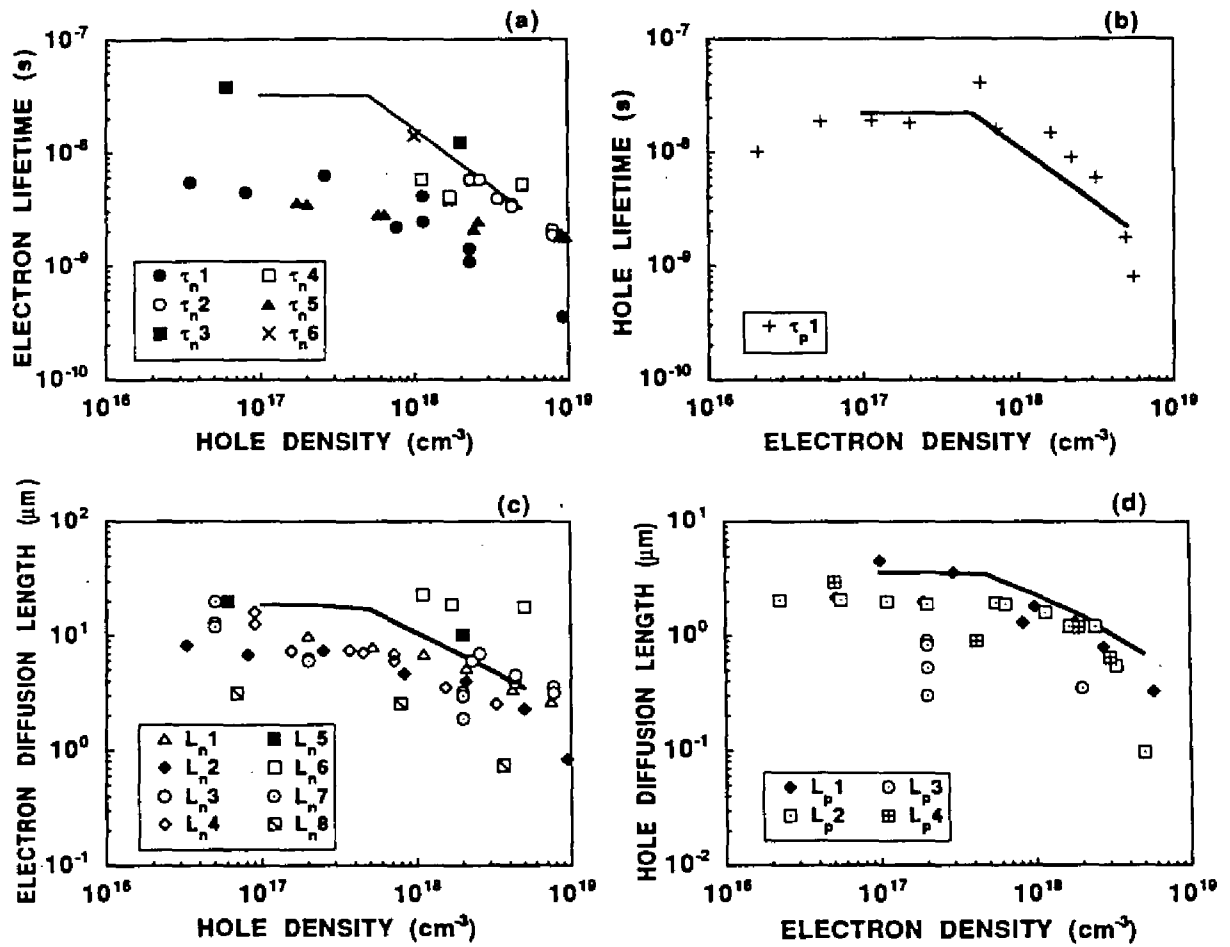 (a)
ELECTRON LIFETIME (s)
10⁻⁷
10⁻⁸
10⁻⁹
10⁻¹⁰
τₙ1 τₙ4
τₙ2 τₙ5
τₙ3 τₙ6
10¹⁶ 10¹⁷ 10¹⁸ 10¹⁹
HOLE DENSITY (cm⁻³)
(b)
HOLE LIFETIME (s)
10⁻⁷
10⁻⁸
10⁻⁹
10⁻¹⁰
τₚ1
10¹⁶ 10¹⁷ 10¹⁸ 10¹⁹
ELECTRON DENSITY (cm⁻³)
(c)
ELECTRON DIFFUSION LENGTH (μm)
10²
10¹
10⁰
10⁻¹
Lₙ1 Lₙ5
Lₙ2 Lₙ6
Lₙ3 Lₙ7
Lₙ4 Lₙ8
10¹⁶ 10¹⁷ 10¹⁸ 10¹⁹
HOLE DENSITY (cm⁻³)
(d)
HOLE DIFFUSION LENGTH (μm)
10¹
10⁰
10⁻¹
10⁻²
Lₚ1 Lₚ3
Lₚ2 Lₚ4
10¹⁶ 10¹⁷ 10¹⁸ 10¹⁹
ELECTRON DENSITY (cm⁻³)